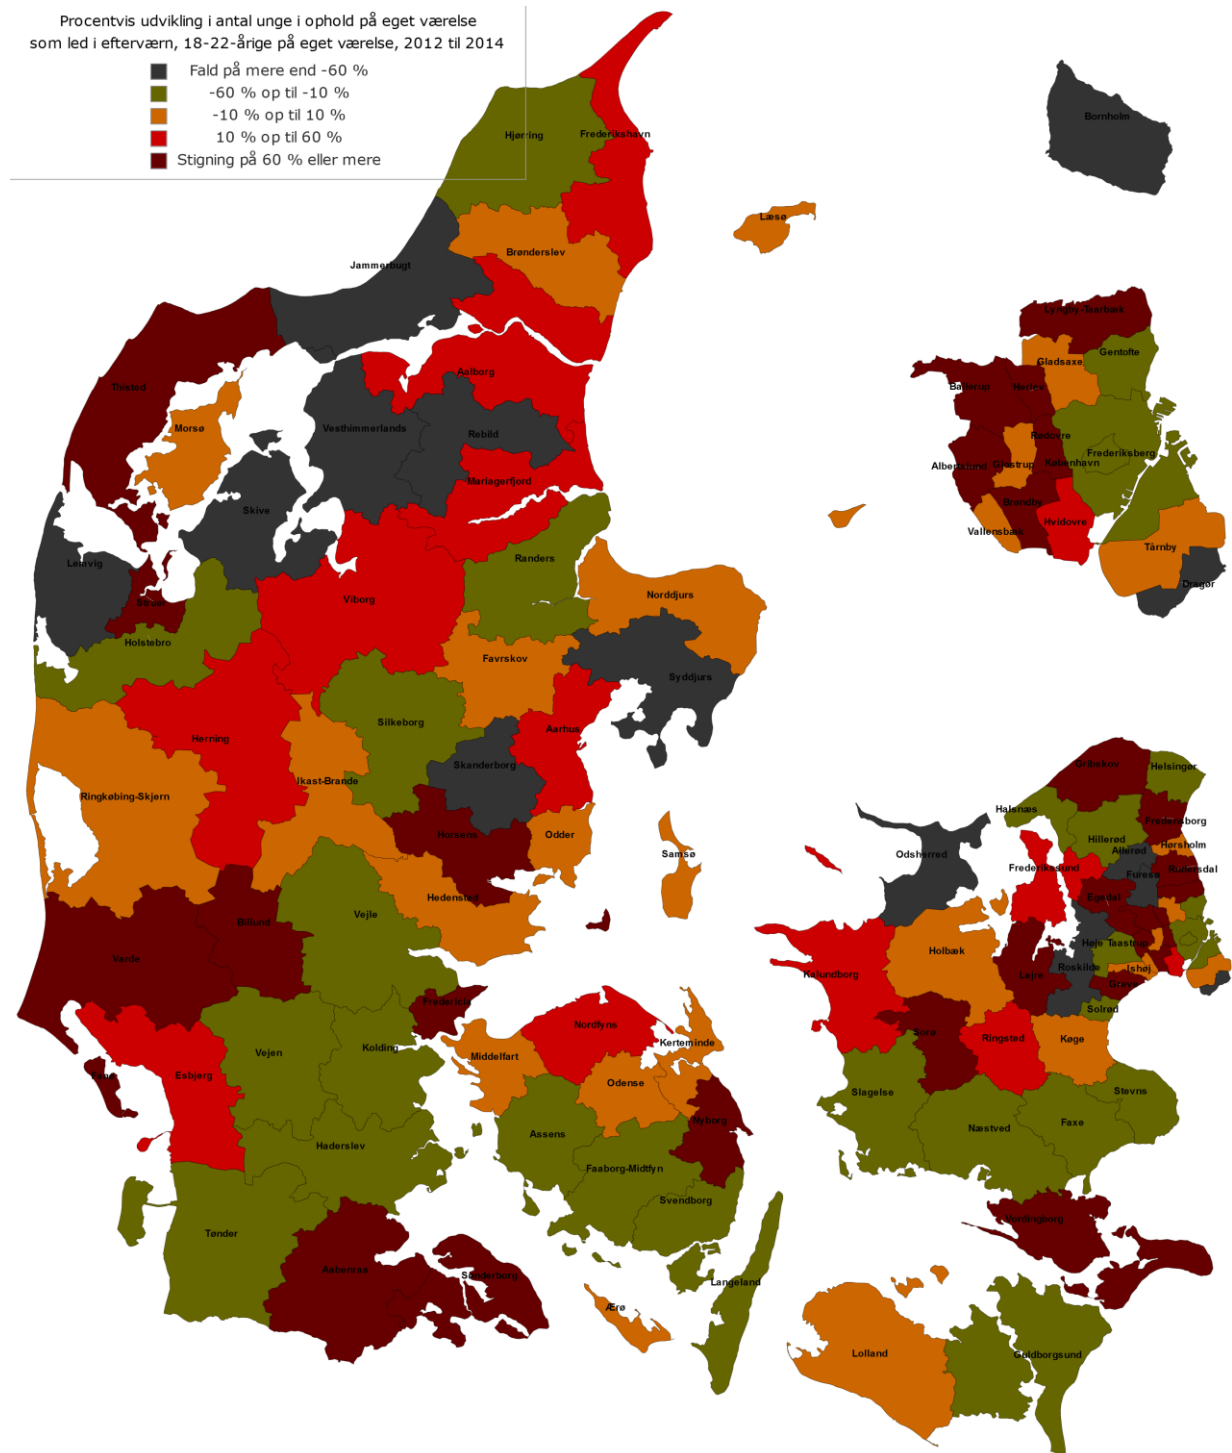 Procentvis udvikling i antal unge i ophold på eget værelse
som led i efterværn, 18-22-årige på eget værelse, 2012 til 2014
Fald på mere end -60 %
-60 % op til -10 %
-10 % op til 10 %
10 % op til 60 %
Stigning på 60 % eller mere
Bornholm
Hjørring
Frederikshavn
Læsø
Brønderslev
Jammerbugt
Lyngby-Taarbæk
Gentofte
Gladsaxe
Thisted
Aalborg
Ballerup
Herlev
Morsø
Vesthimmerlands
Rebild
Rødovre
Frederiksberg
København
Albertslund
Glostrup
Mariagerfjord
Skive
Brøndby
Hvidovre
Vallensbæk
Tårnby
Randers
Lemvig
Dragør
Viborg
Norddjurs
Struer
Holstebro
Favrskov
Syddjurs
Silkeborg
Aarhus
Herning
Skanderborg
Gribskov
Helsingør
Ikast-Brande
Ringkøbing-Skjern
Halsnæs
Fredensborg
Horsens
Odder
Hillerød
Hørsholm
Samsø
Odsherred
Allerød
Frederikssund
Furesø
Rudersdal
Hedensted
Egedal
Vejle
Billund
Holbæk
Høje Taastrup
Varde
Roskilde
Ishøj
Kalundborg
Lejre
Greve
Fredericia
Solrød
Nordfyns
Sorø
Ringsted
Køge
Vejen
Kolding
Middelfart
Kerteminde
Esbjerg
Fanø
Odense
Slagelse
Stevns
Nyborg
Assens
Næstved
Faxe
Haderslev
Faaborg-Midtfyn
Svendborg
Vordingborg
Tønder
Aabenraa
Sønderborg
Langeland
Ærø
Lolland
Guldborgsund